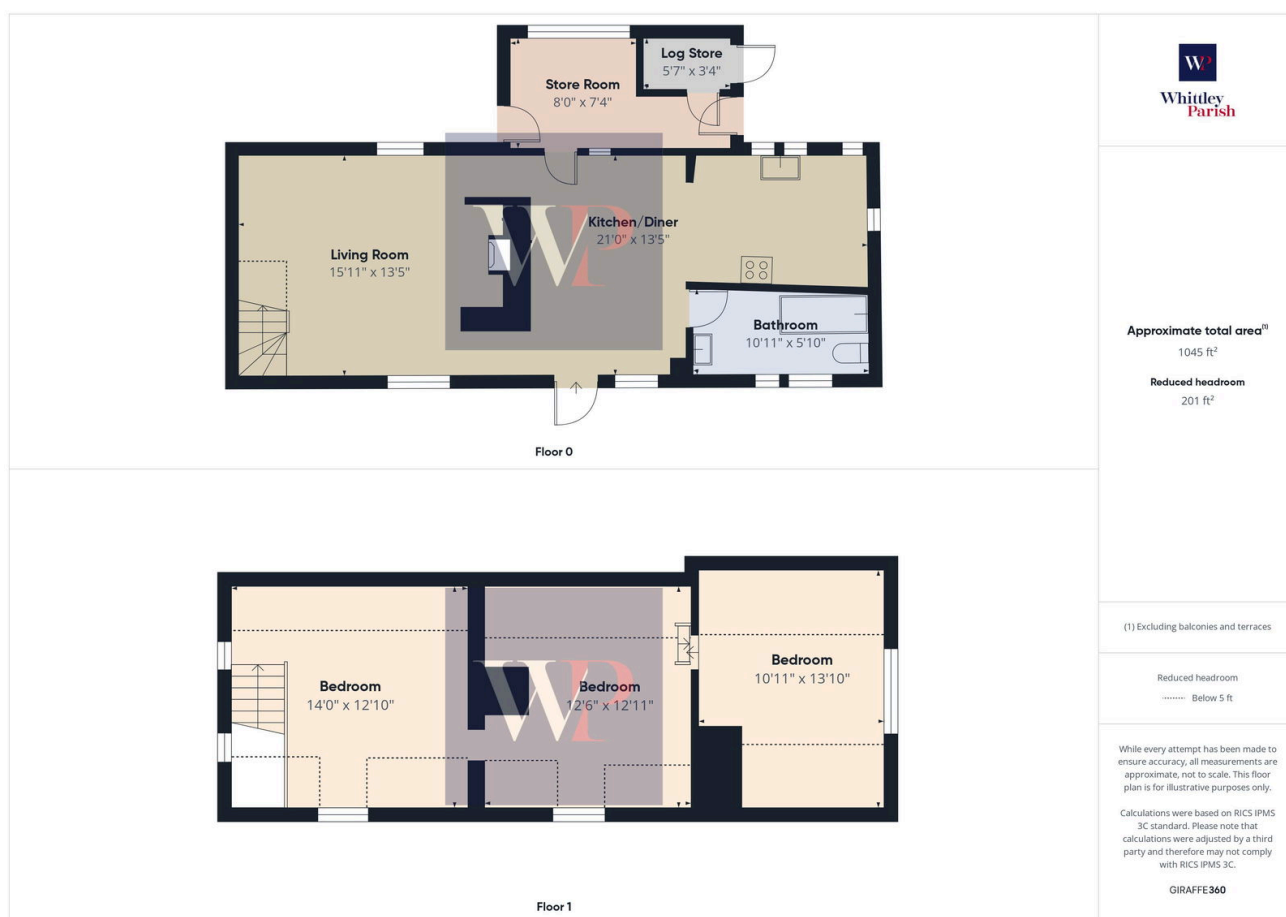 Log Store
5'7" x 3'4"
Store Room
8'0" x 7'4"
Kitchen/Diner
21'0" x 13'5"
Living Room
15'11" x 13'5"
WP
Bathroom
10'11" x 5'10"
Floor 0
Bedroom
14'0" x 12'10"
Bedroom
12'6" x 12'11"
WP
Bedroom
10'11" x 13'10"
Floor 1
WP
Whittley
Parish
Approximate total area(1)
1045 ft²
Reduced headroom
201 ft²
(1) Excluding balconies and terraces
Reduced headroom
Below 5 ft
While every attempt has been made to
ensure accuracy, all measurements are
approximate, not to scale. This floor
plan is for illustrative purposes only.
Calculations were based on RICS IPMS
3C standard. Please note that
calculations were adjusted by a third
party and therefore may not comply
with RICS IPMS 3C.
GIRAFFE360